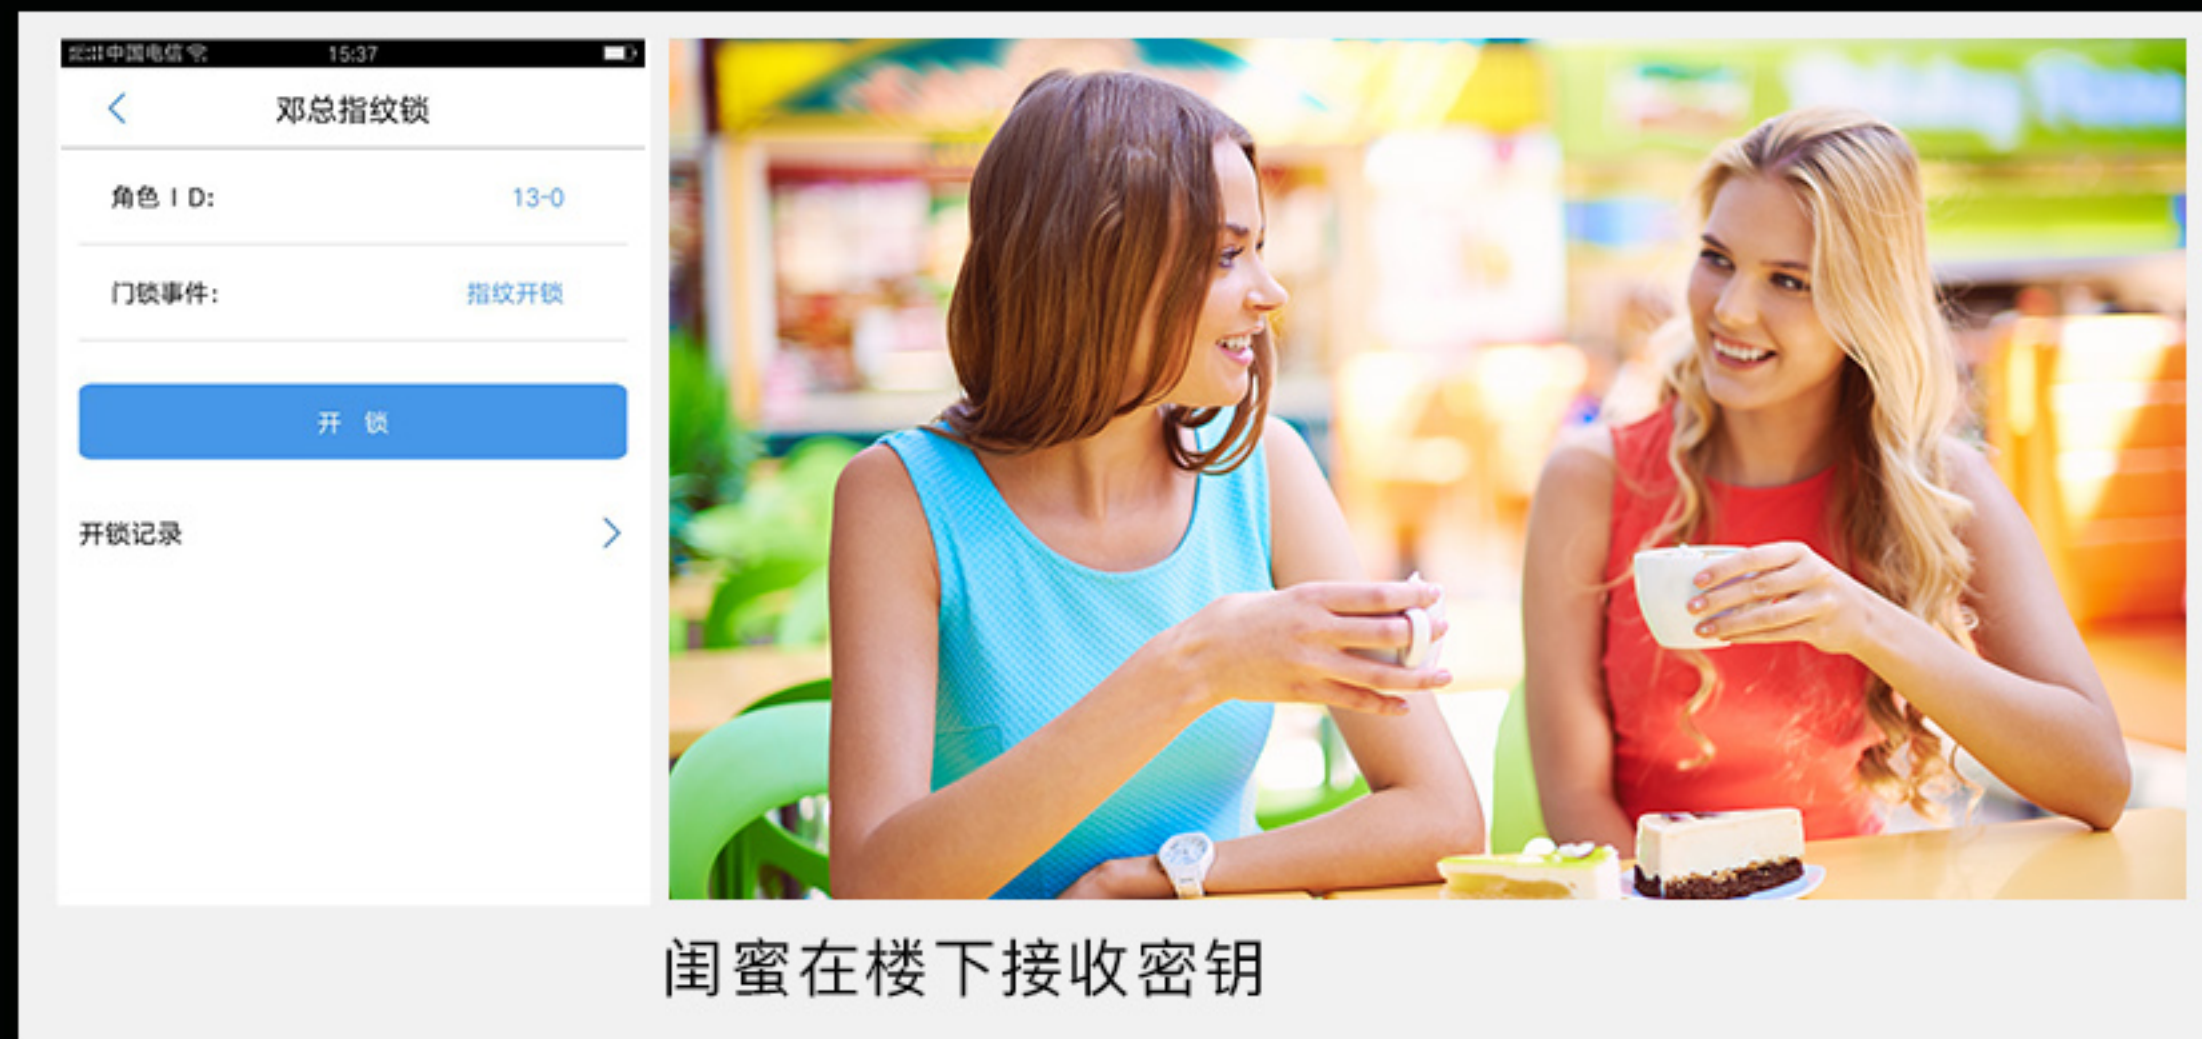 中国电信 15:37
邓总指纹锁
角色ID: 13-0
门锁事件: 指纹开锁
开 锁
开锁记录
闺蜜在楼下接收密钥